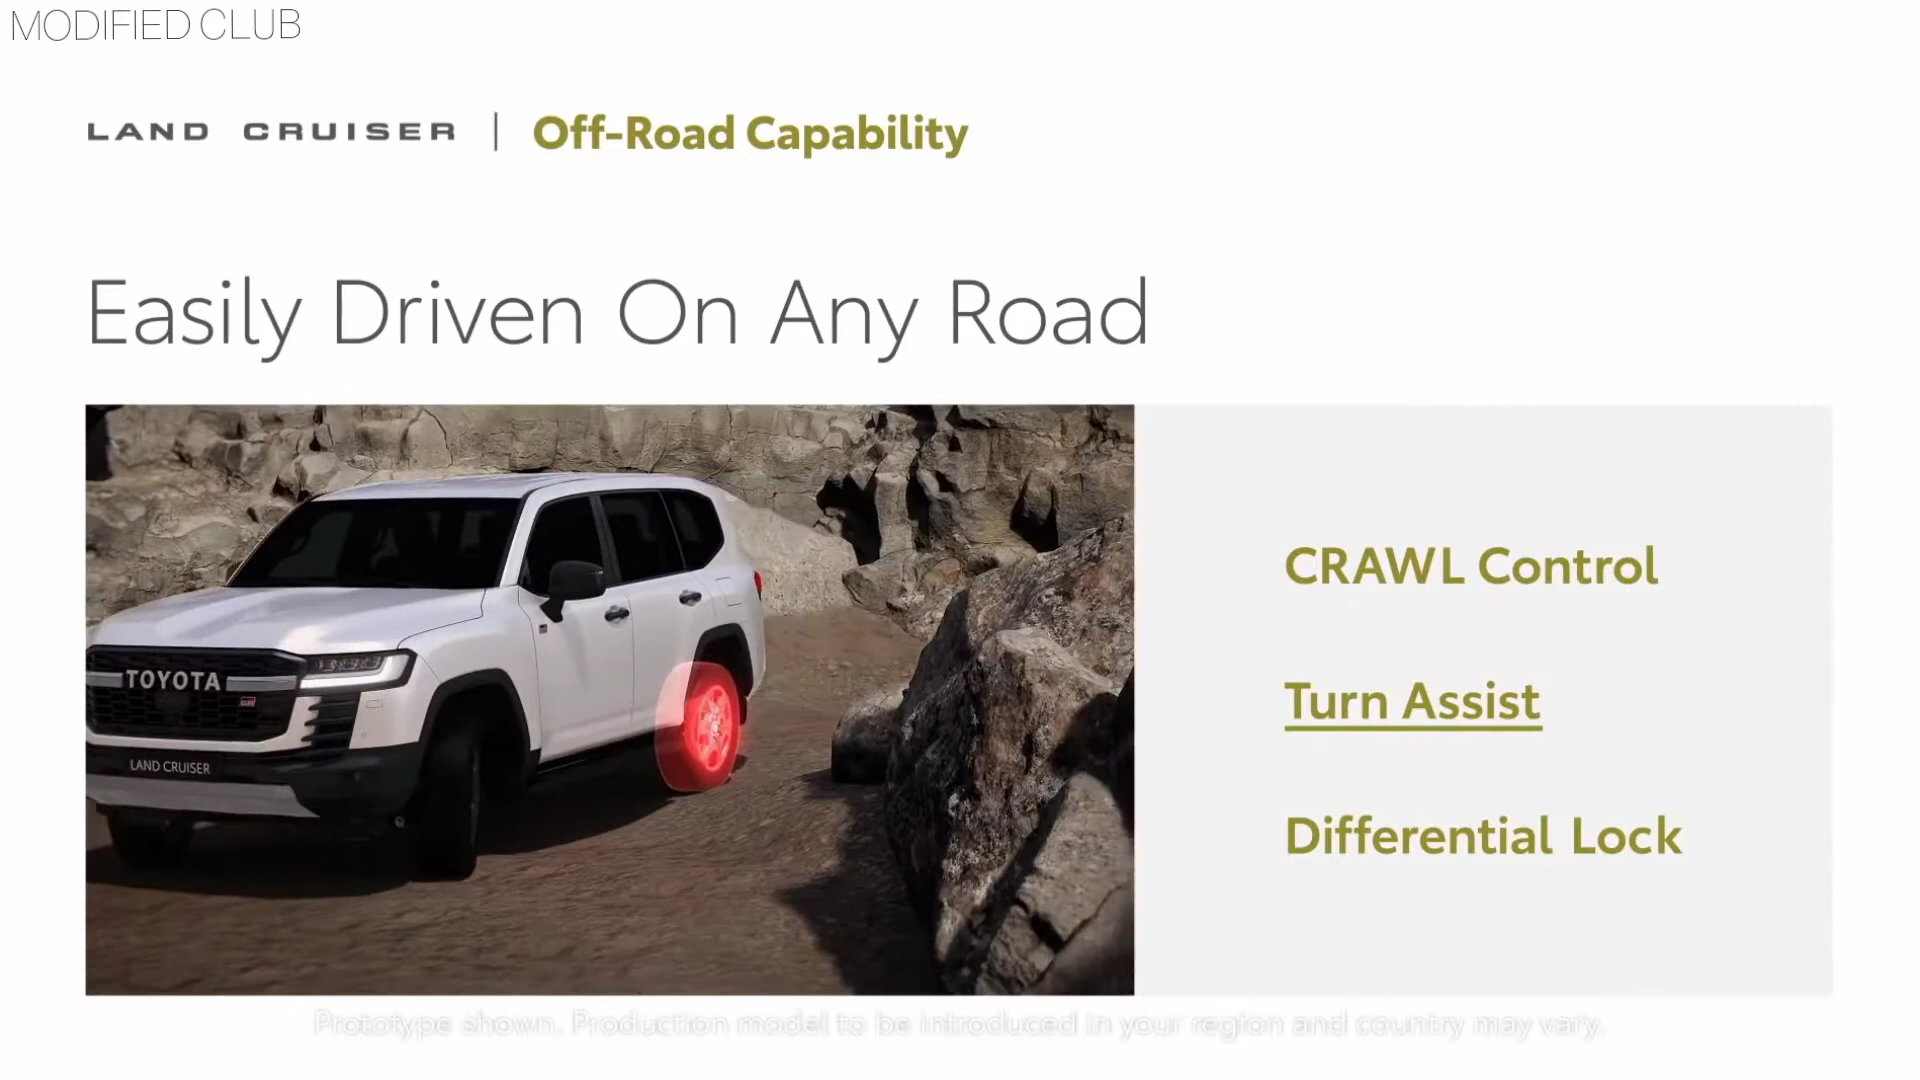 MODIFIED CLUB
LAND CRUISER | Off-Road Capability
Easily Driven On Any Road
TOYOTA
GR
LAND CRUISER
CRAWL Control
Turn Assist
Differential Lock
Prototype shown. Production model to be introduced in your region and country may vary.